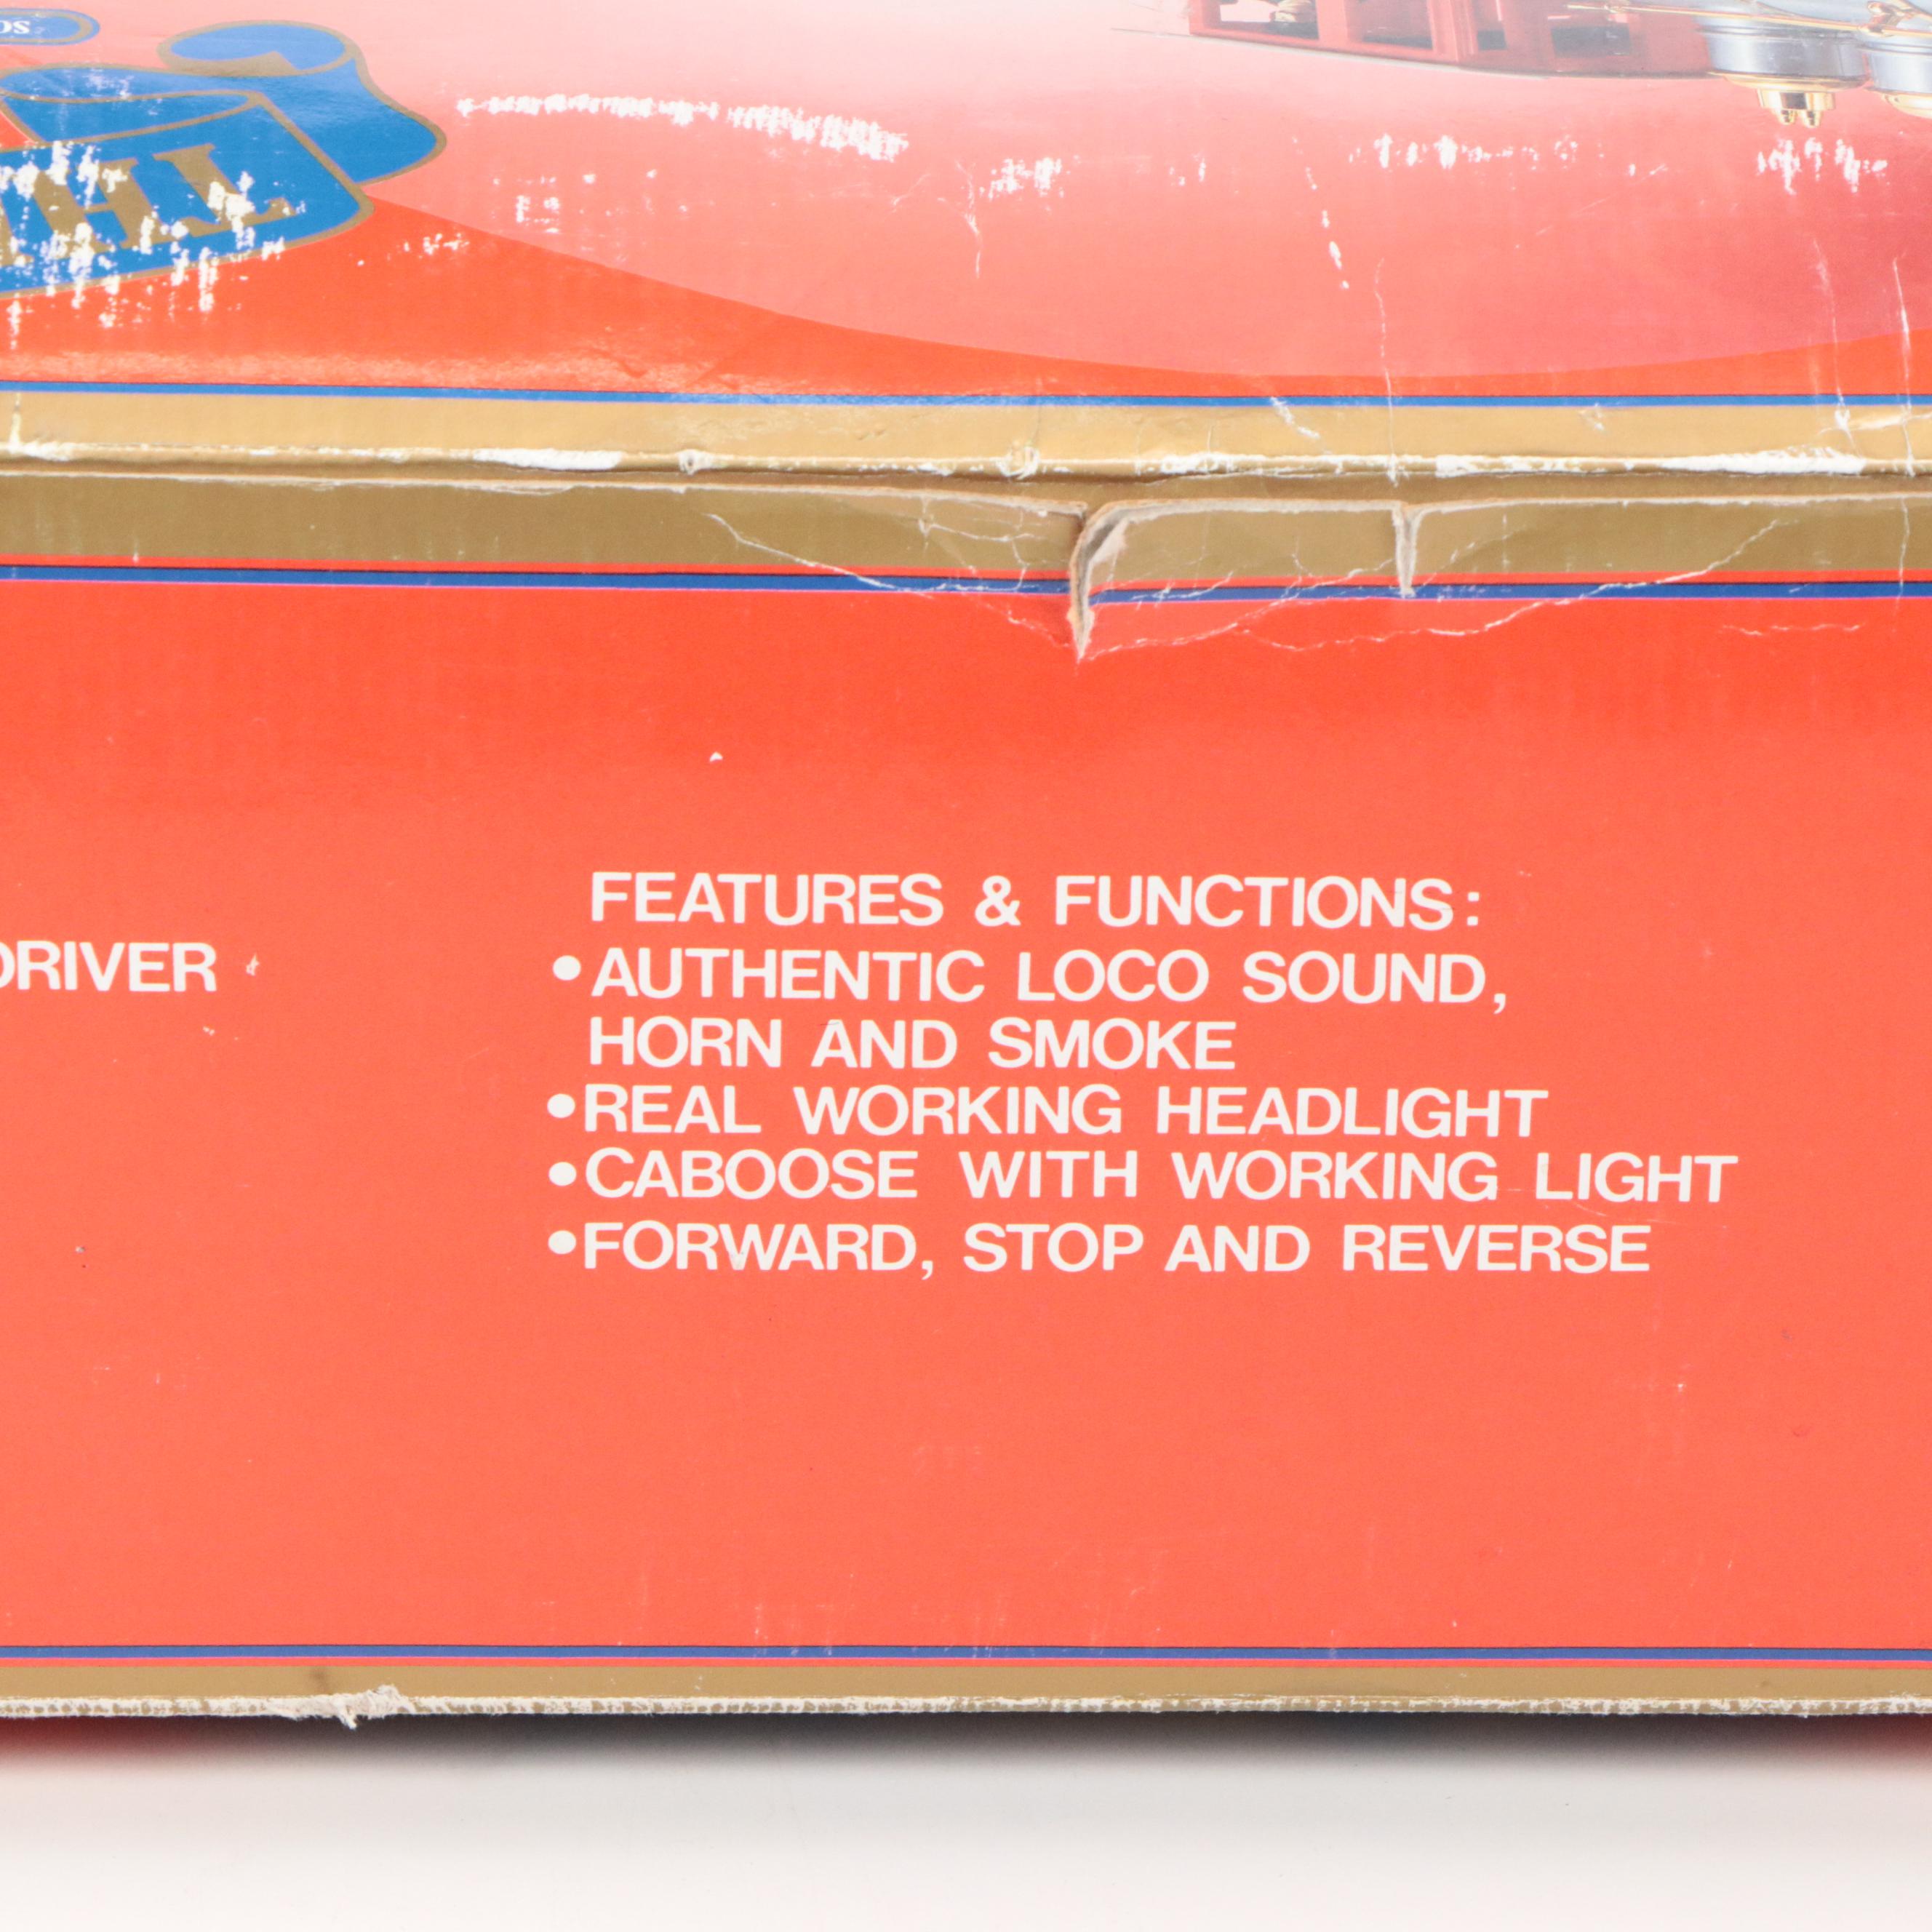 DRIVER
FEATURES & FUNCTIONS:
•AUTHENTIC LOCO SOUND,
HORN AND SMOKE
•REAL WORKING HEADLIGHT
•CABOOSE WITH WORKING LIGHT
•FORWARD, STOP AND REVERSE